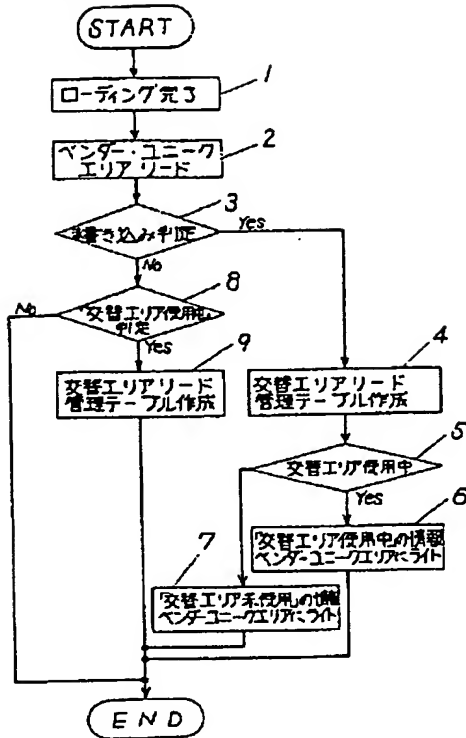 START
1
ローディング完了
2
ベンダー・ユニーク
エリア リード
3
未書き込み判定
Yes
No
8
No
「交替エリア使用中」
判定
Yes
9
4
交替エリア リード
管理テーブル作成
交替エリア リード
管理テーブル作成
5
交替エリア使用中
Yes
6
「交替エリア使用中」の情報
ベンダーユニークエリアにライト
7
「交替エリア未使用」の情報
ベンダーユニークエリアにライト
END